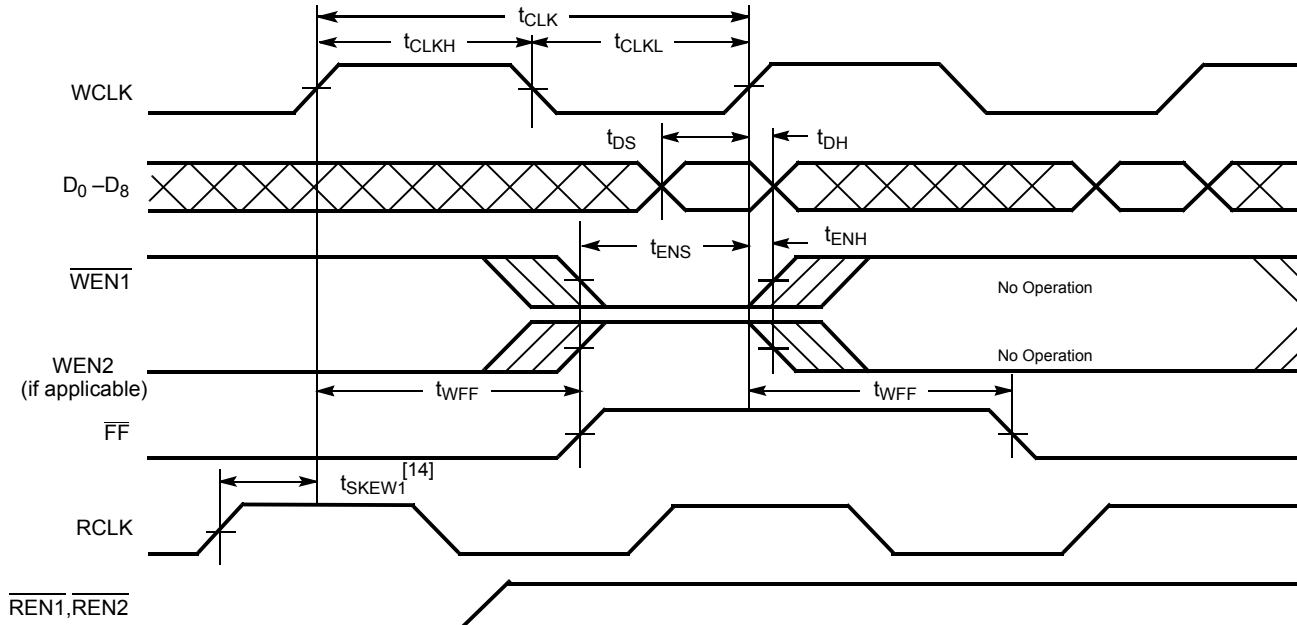 tCLK
tCLKH
tCLKL
WCLK
tDS
tDH
D0 –D8
tENS
tENH
WEN1
No Operation
WEN2
(if applicable)
No Operation
tWFF
tWFF
FF
tSKEW1[14]
RCLK
REN1,REN2